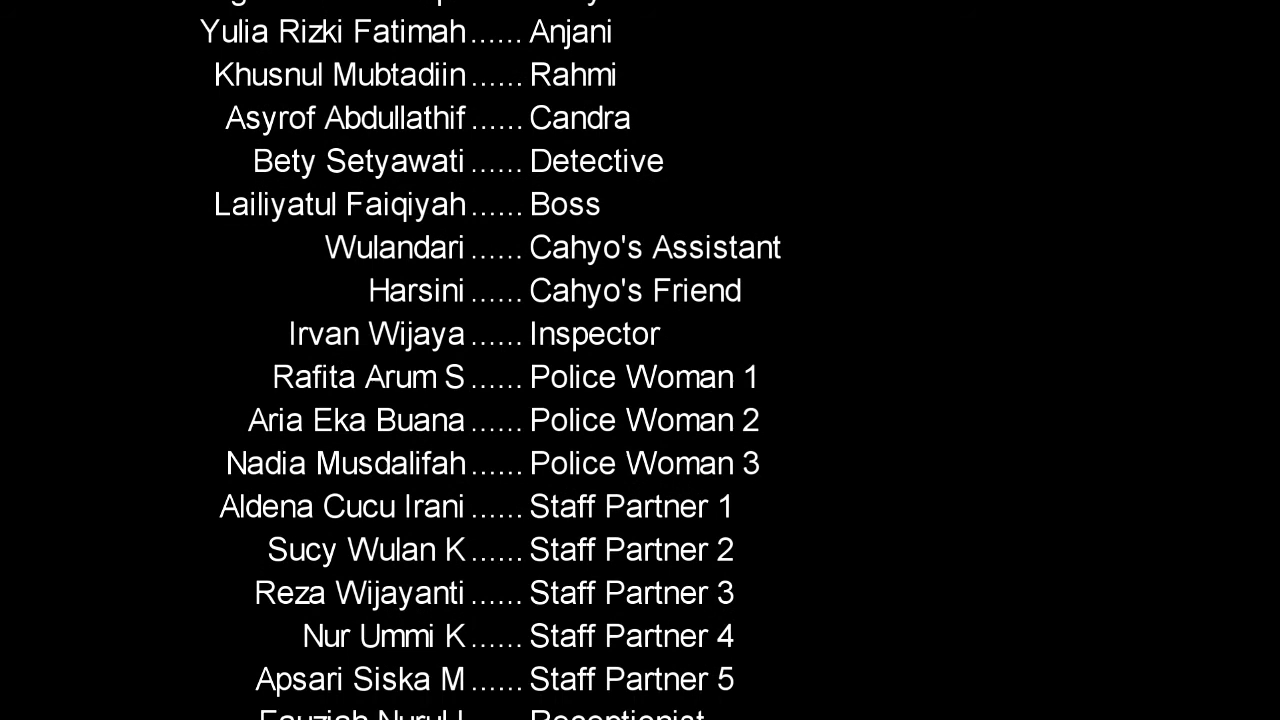 Yulia Rizki Fatimah...... Anjani
Khusnul Mubtadiin...... Rahmi
Asyrof Abdullathif...... Candra
Bety Setyawati...... Detective
Lailiyatul Faiqiyah...... Boss
Wulandari...... Cahyo's Assistant
Harsini...... Cahyo's Friend
Irvan Wijaya...... Inspector
Rafita Arum S...... Police Woman 1
Aria Eka Buana...... Police Woman 2
Nadia Musdalifah...... Police Woman 3
Aldena Cucu Irani...... Staff Partner 1
Sucy Wulan K...... Staff Partner 2
Reza Wijayanti...... Staff Partner 3
Nur Ummi K...... Staff Partner 4
Apsari Siska M...... Staff Partner 5
Receptionist